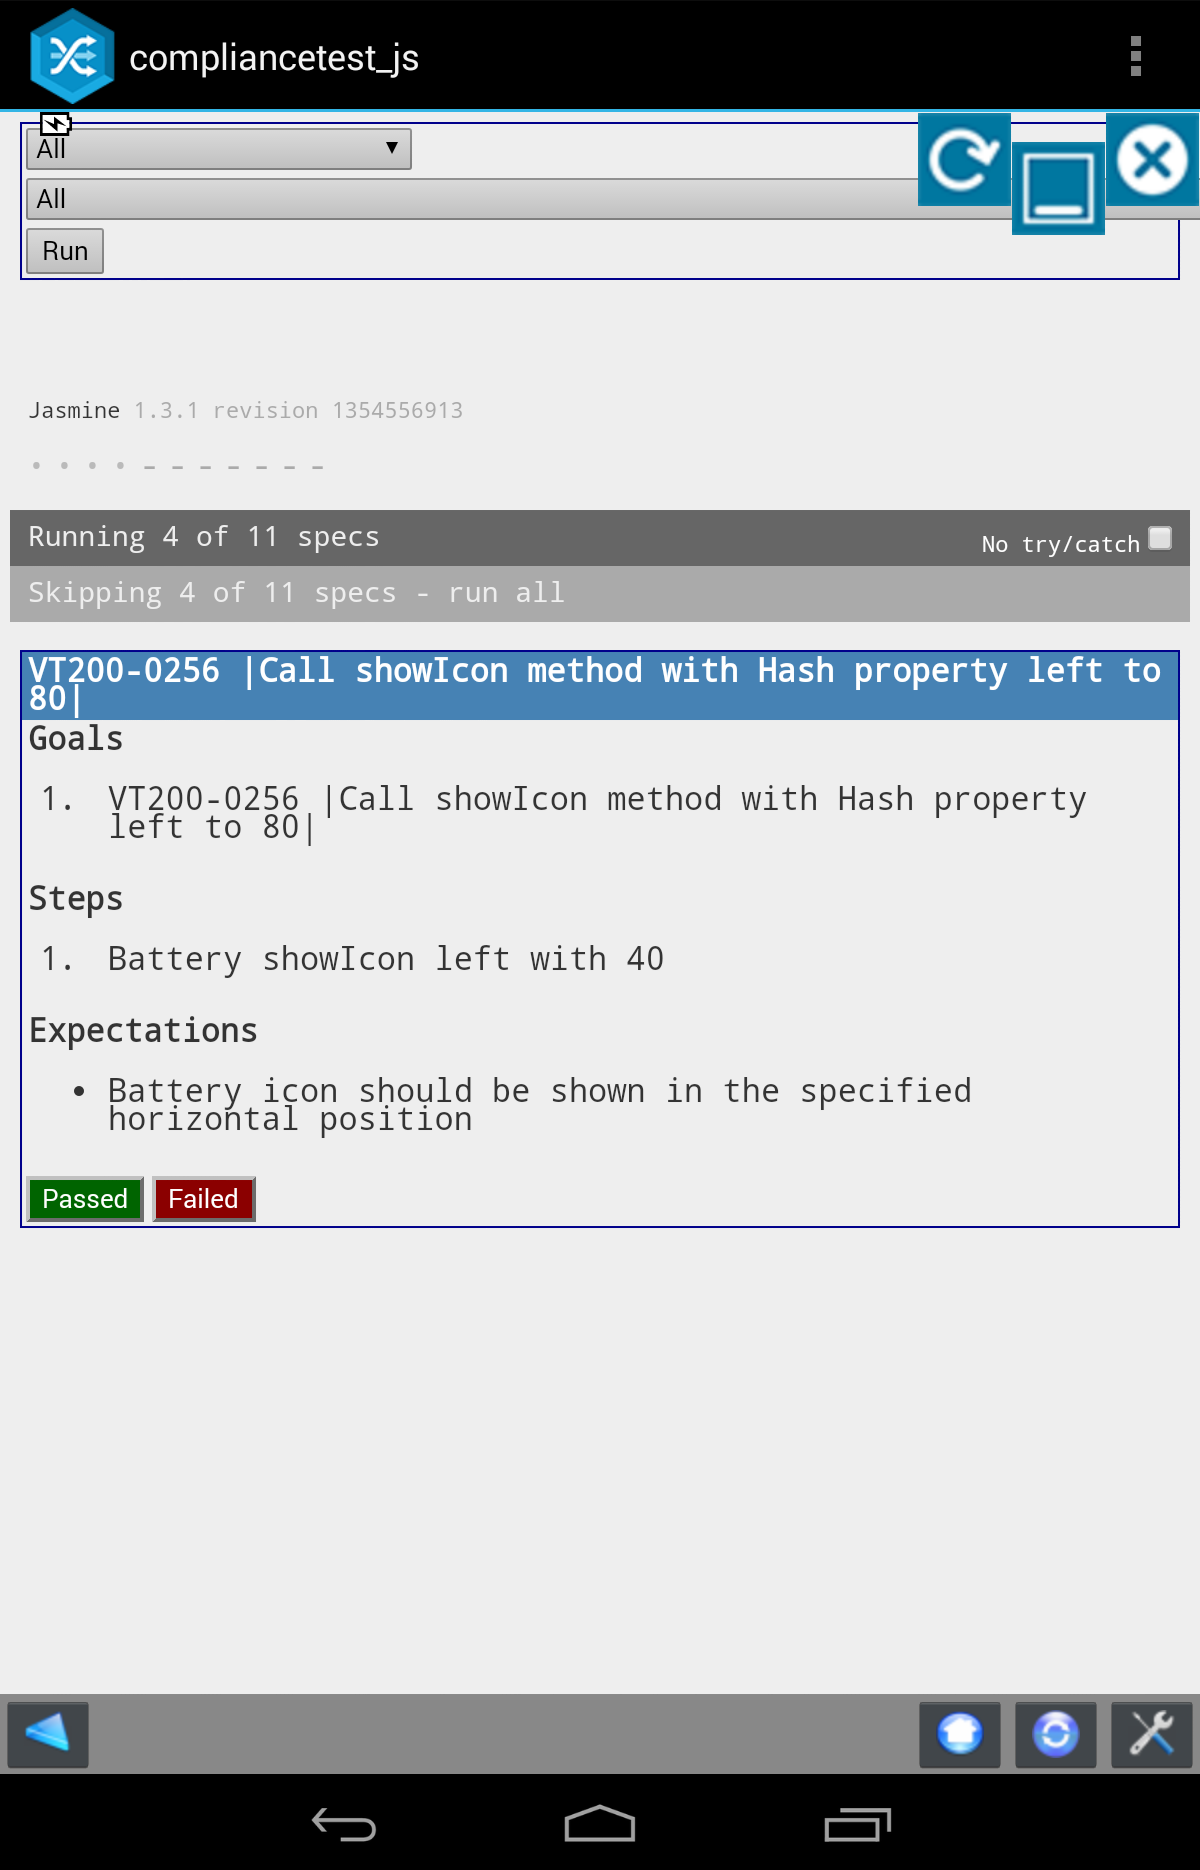 compliancetest_js
All
All
Run
Jasmine 1.3.1 revision 1354556913
Running 4 of 11 specs
No try/catch
Skipping 4 of 11 specs - run all
VT200-0256 |Call showIcon method with Hash property left to
80|
Goals
1. VT200-0256 |Call showIcon method with Hash property
left to 80|
Steps
1. Battery showIcon left with 40
Expectations
• Battery icon should be shown in the specified
horizontal position
Passed Failed